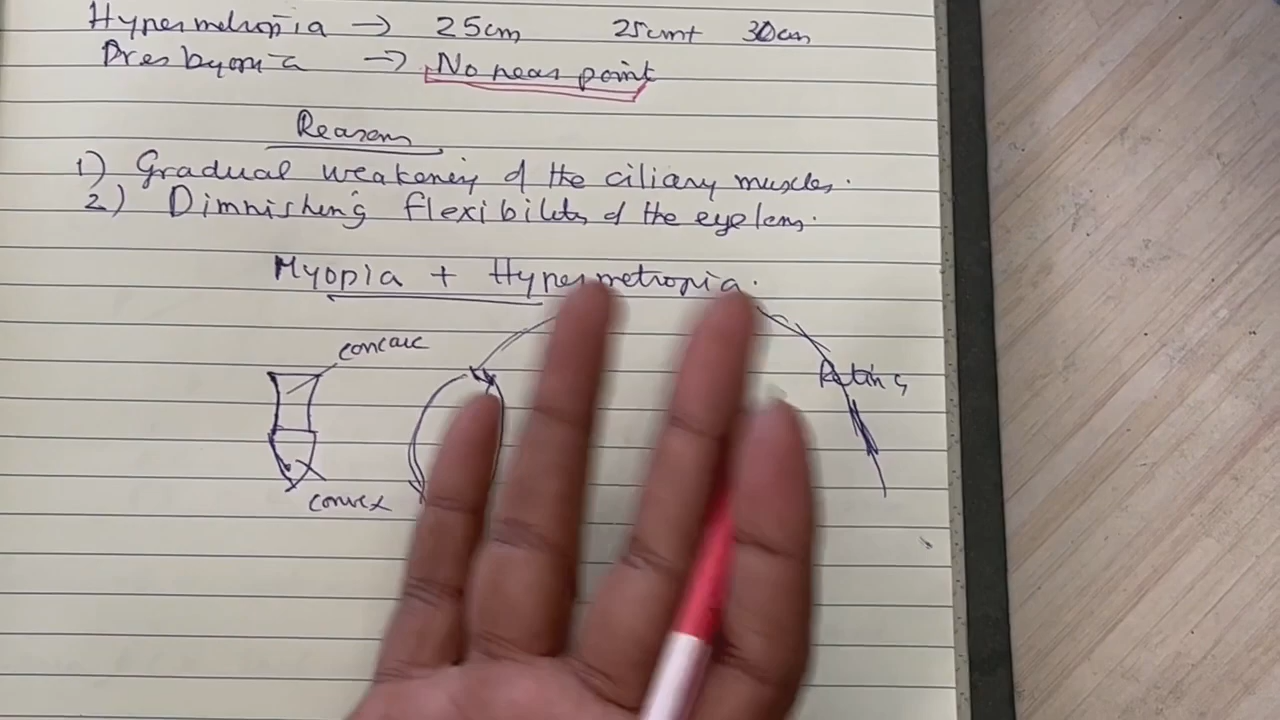 Hypermetropia → 25cm 25cm+ 30cm
Presbyopia → No near point
Reasons
1) Gradual weakening of the ciliary muscles.
2) Diminishing flexibility of the eye lens.
Myopia + Hypermetropia.
concave
Retina
convex